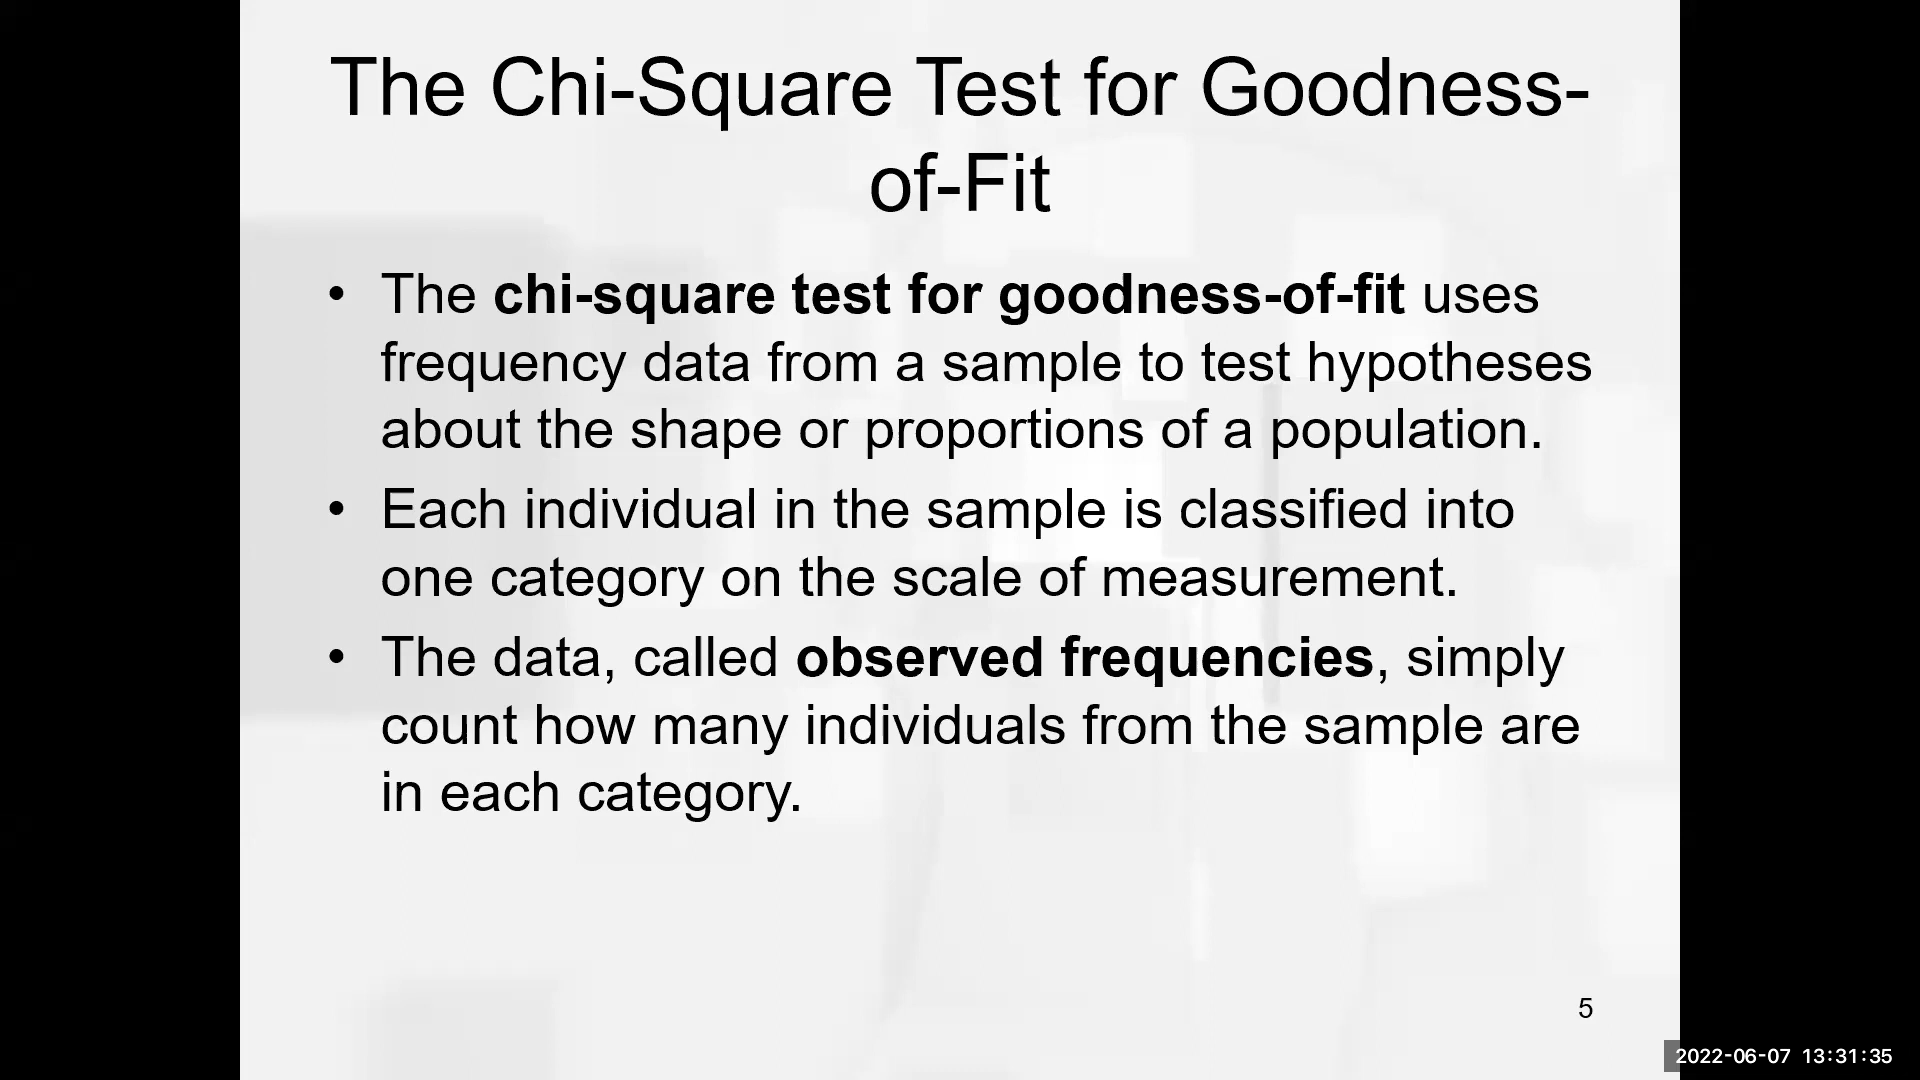 The Chi-Square Test for Goodness-
of-Fit
• The chi-square test for goodness-of-fit uses
frequency data from a sample to test hypotheses
about the shape or proportions of a population.
• Each individual in the sample is classified into
one category on the scale of measurement.
• The data, called observed frequencies, simply
count how many individuals from the sample are
in each category.
5
2022-06-07 13:31:35